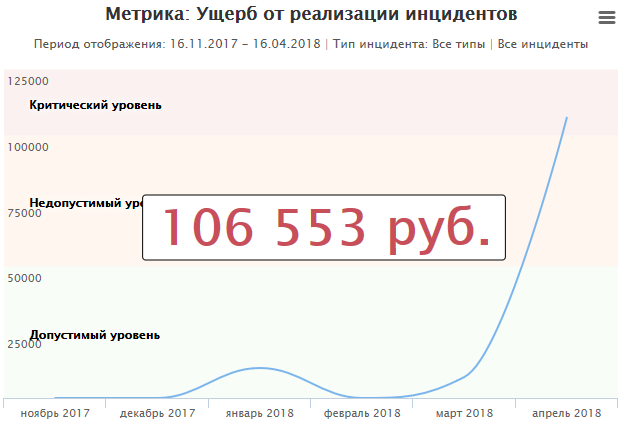 Метрика: Ущерб от реализации инцидентов
Период отображения: 16.11.2017 - 16.04.2018 | Тип инцидента: Все типы | Все инциденты
125000
Критический уровень
100000
Недопустимый
75000
106 553 руб.
50000
Допустимый уровень
25000
ноябрь 2017
декабрь 2017
январь 2018
февраль 2018
март 2018
апрель 2018